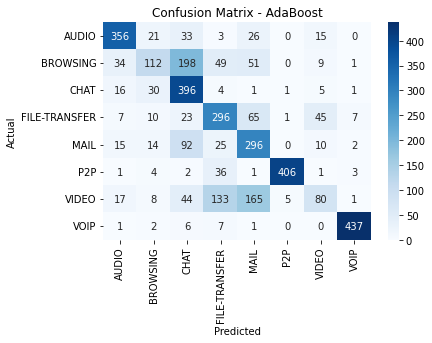 Confusion Matrix - AdaBoost
Actual
AUDIO 356 21 33 3 26 0 15 0
BROWSING 34 112 198 49 51 0 9 1
CHAT 16 30 396 4 1 1 5 1
FILE-TRANSFER 7 10 23 296 65 1 45 7
MAIL 15 14 92 25 296 0 10 2
P2P 1 4 2 36 1 406 1 3
VIDEO 17 8 44 133 165 5 80 1
VOIP 1 2 6 7 1 0 0 437
AUDIO BROWSING CHAT FILE-TRANSFER MAIL P2P VIDEO VOIP
Predicted
400
350
300
250
200
150
100
50
0